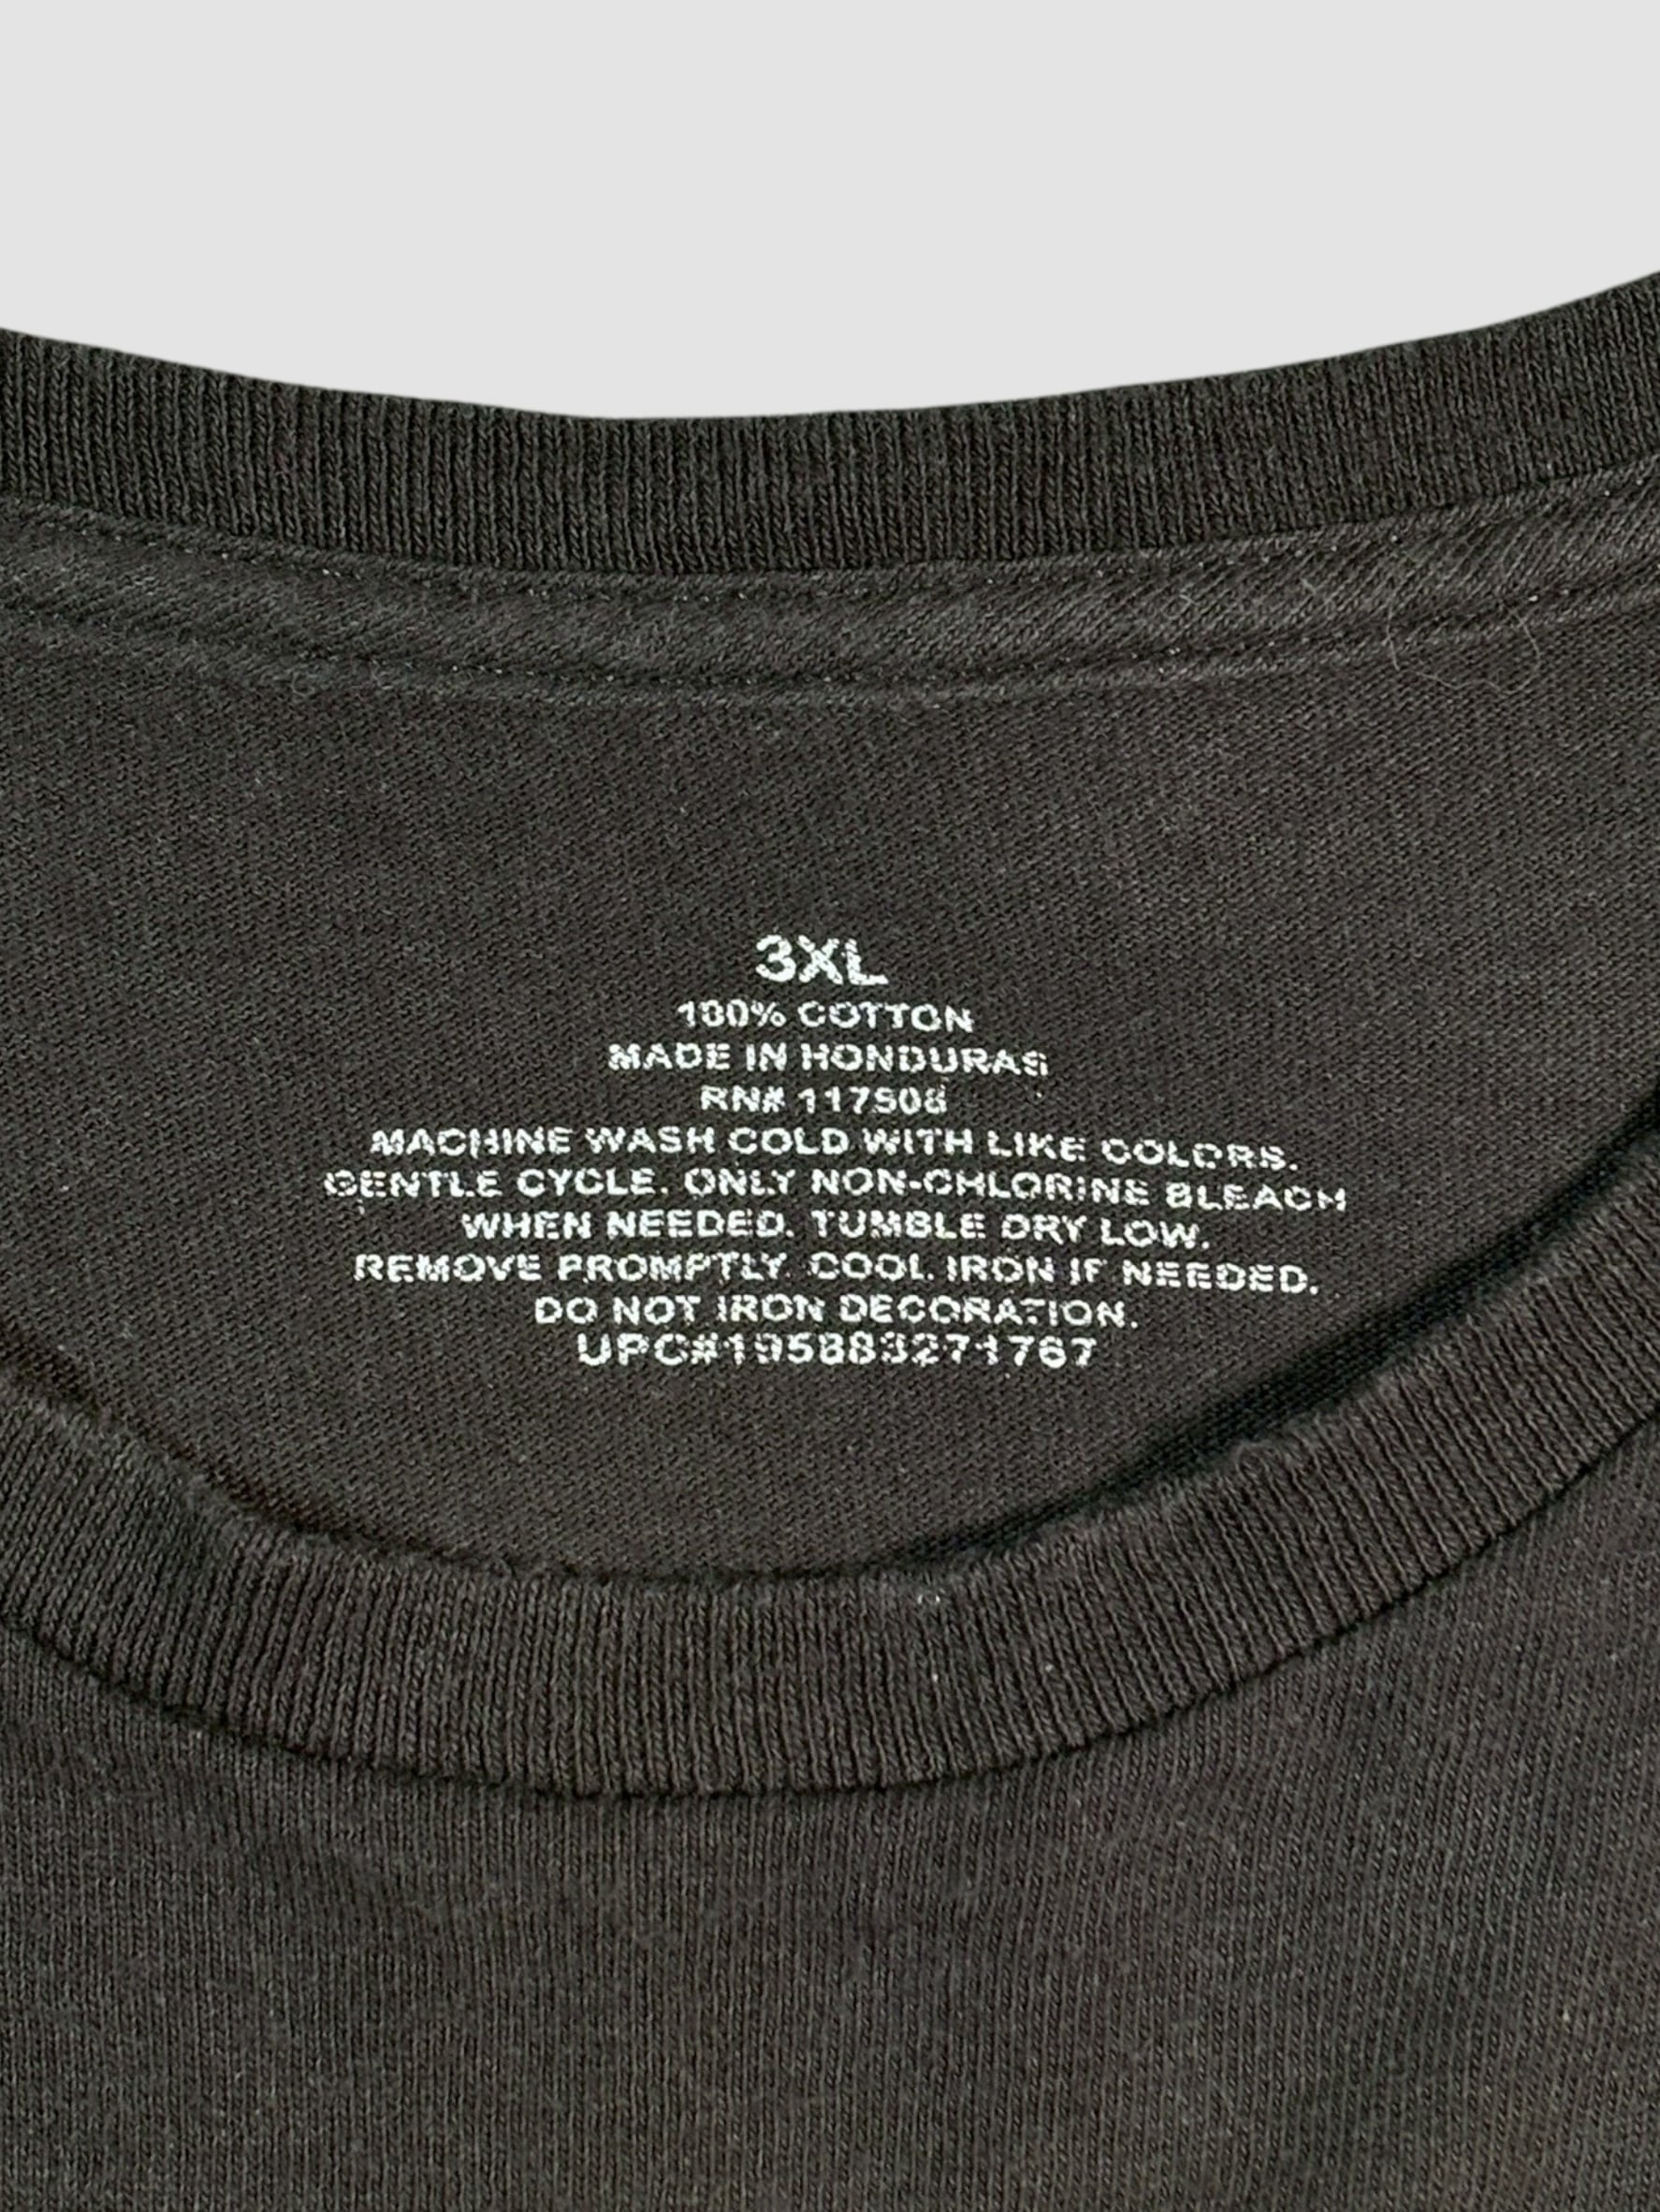 3XL
100% COTTON
MADE IN HONDURAS
RN# 117508
MACHINE WASH COLD WITH LIKE COLORS.
GENTLE CYCLE. ONLY NON-CHLORINE BLEACH
WHEN NEEDED. TUMBLE DRY LOW.
REMOVE PROMPTLY. COOL IRON IF NEEDED.
DO NOT IRON DECORATION.
UPC#195883271767